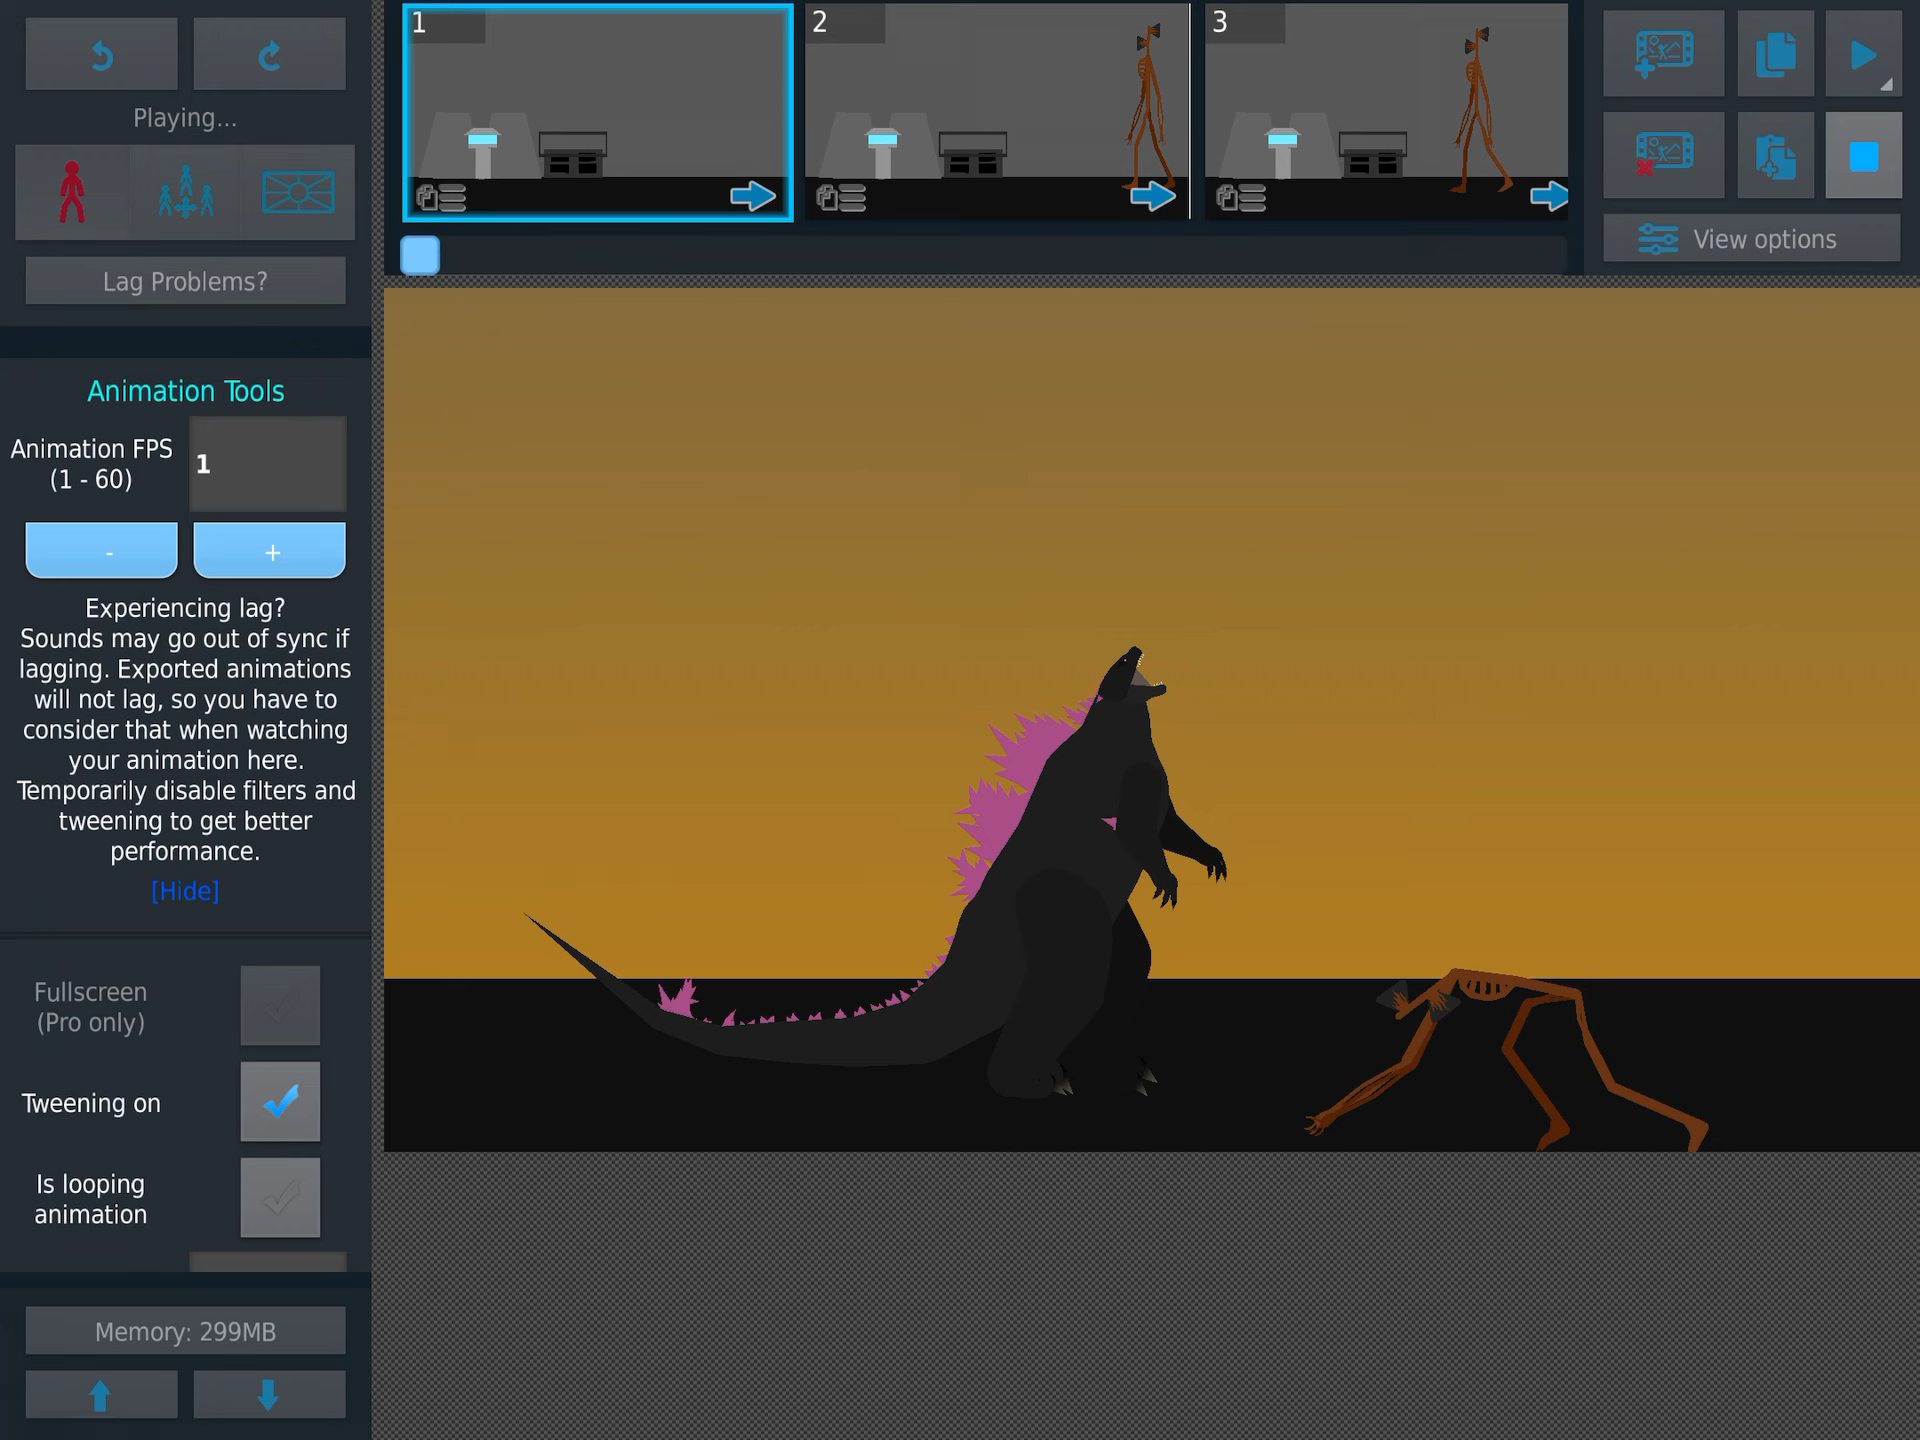 1
2
3
Playing...
Lag Problems?
View options
Animation Tools
Animation FPS
(1 - 60)
1
-
+
Experiencing lag?
Sounds may go out of sync if
lagging. Exported animations
will not lag, so you have to
consider that when watching
your animation here.
Temporarily disable filters and
tweening to get better
performance.
[Hide]
Fullscreen
(Pro only)
Tweening on
Is looping
animation
Memory: 299MB